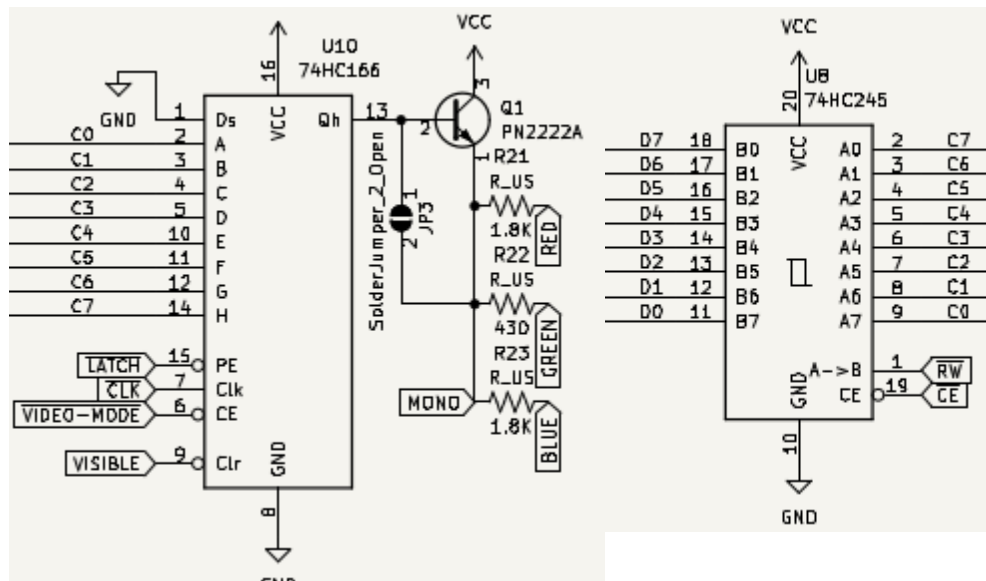 VCC
U10
74HC166
16
VCC
GND
1
Ds
Qh
13
3
Q1
PN2222A
2
1
C0
2
A
C1
3
B
C2
4
C
C3
5
D
C4
10
E
C5
11
F
C6
12
G
C7
14
H
LATCH
15
PE
CLK
7
Clk
VIDEO-MODE
6
CE
VISIBLE
9
Clr
GND
8
GND
SolderJumper_2_Open
1
JP3
2
R21
R_US
1.8K
RED
R22
R_US
430
GREEN
R23
R_US
1.8K
BLUE
MONO
VCC
U8
74HC245
20
VCC
D7 18 B0 A0 2 C7
D6 17 B1 A1 3 C6
D5 16 B2 A2 4 C5
D4 15 B3 A3 5 C4
D3 14 B4 A4 6 C3
D2 13 B5 A5 7 C2
D1 12 B6 A6 8 C1
D0 11 B7 A7 9 C0
A->B 1 RW
CE 19 CE
GND
10
GND